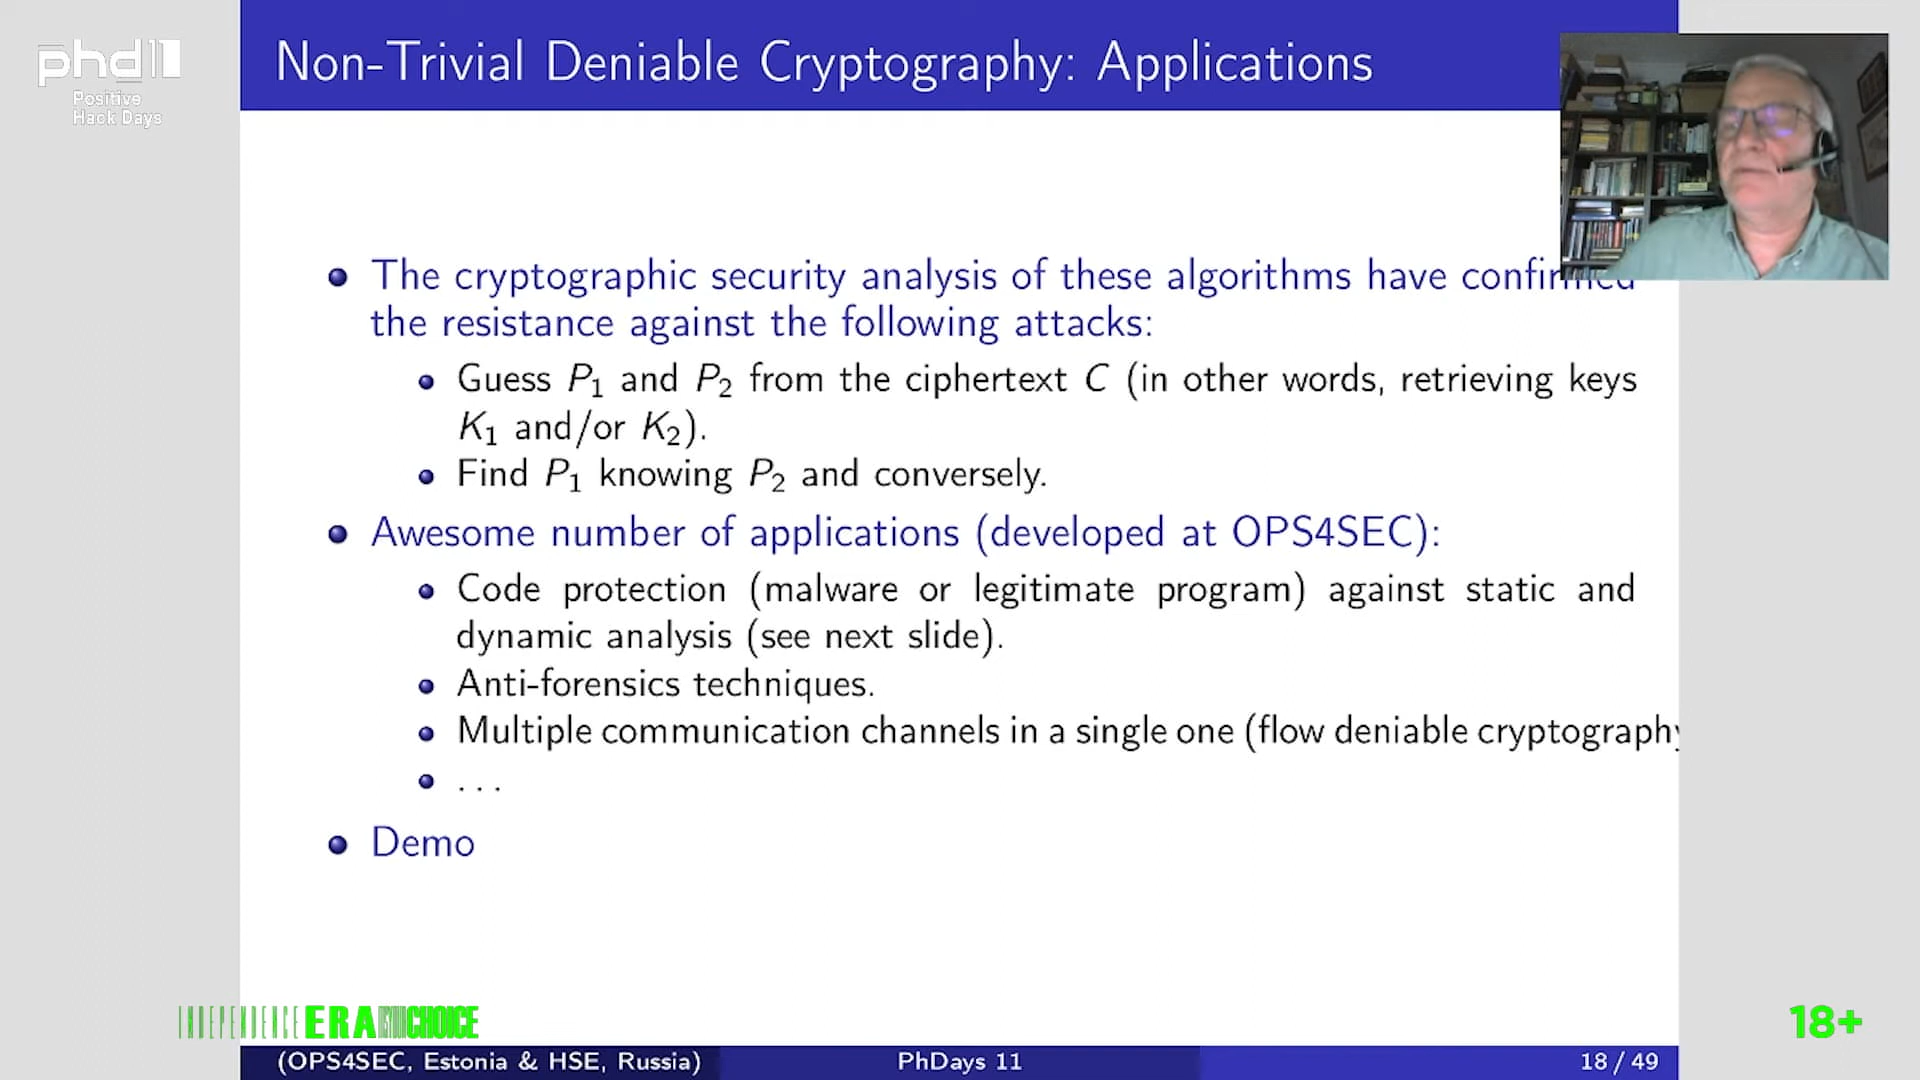 phd11
Positive
Hack Days
Non-Trivial Deniable Cryptography: Applications
The cryptographic security analysis of these algorithms have confirmed
the resistance against the following attacks:
Guess P₁ and P₂ from the ciphertext C (in other words, retrieving keys
K₁ and/or K₂).
Find P₁ knowing P₂ and conversely.
Awesome number of applications (developed at OPS4SEC):
Code protection (malware or legitimate program) against static and
dynamic analysis (see next slide).
Anti-forensics techniques.
Multiple communication channels in a single one (flow deniable cryptography
...
Demo
INDEPENDENCE ERA CHOICE
18+
(OPS4SEC, Estonia & HSE, Russia)
PhDays 11
18 / 49